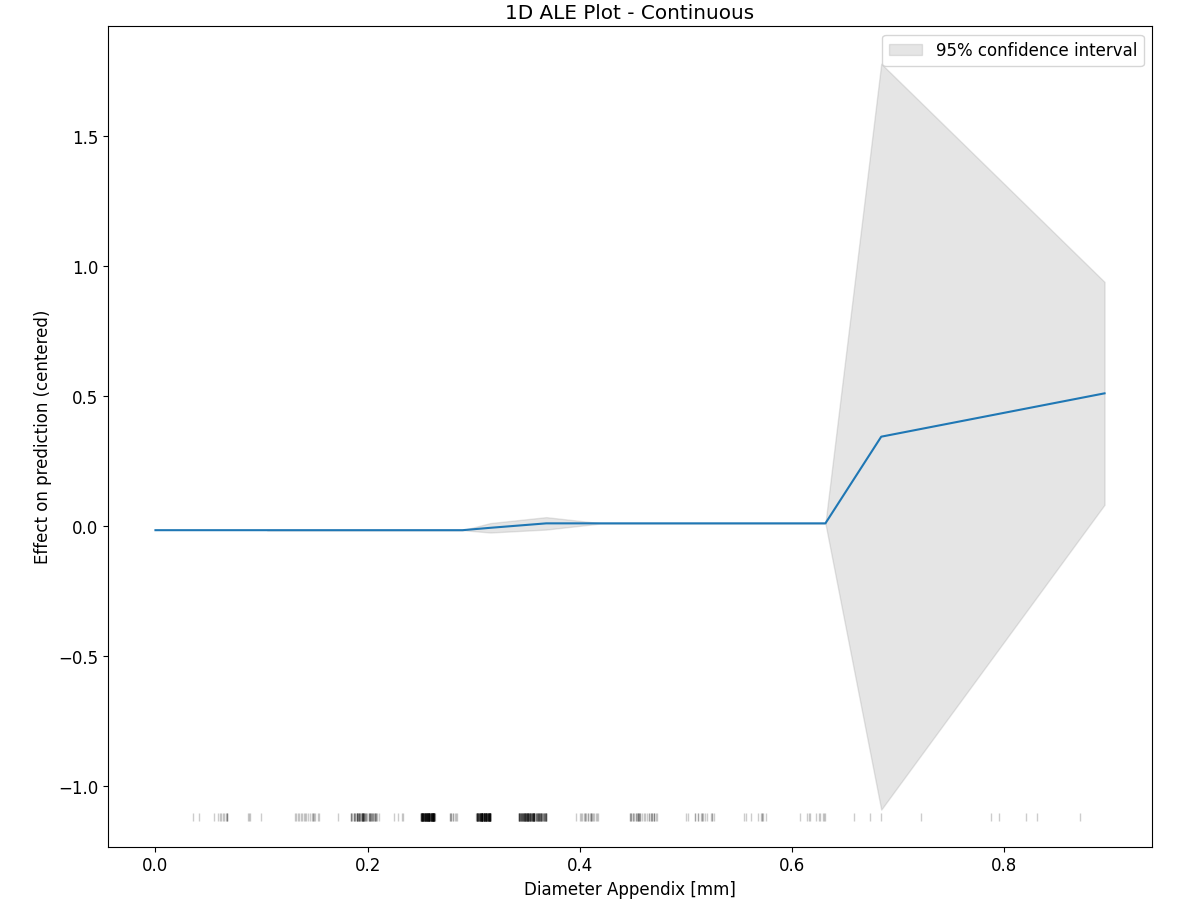 1D ALE Plot - Continuous
95% confidence interval
1.5
1.0
0.5
0.0
−0.5
−1.0
Effect on prediction (centered)
0.0 0.2 0.4 0.6 0.8
Diameter Appendix [mm]